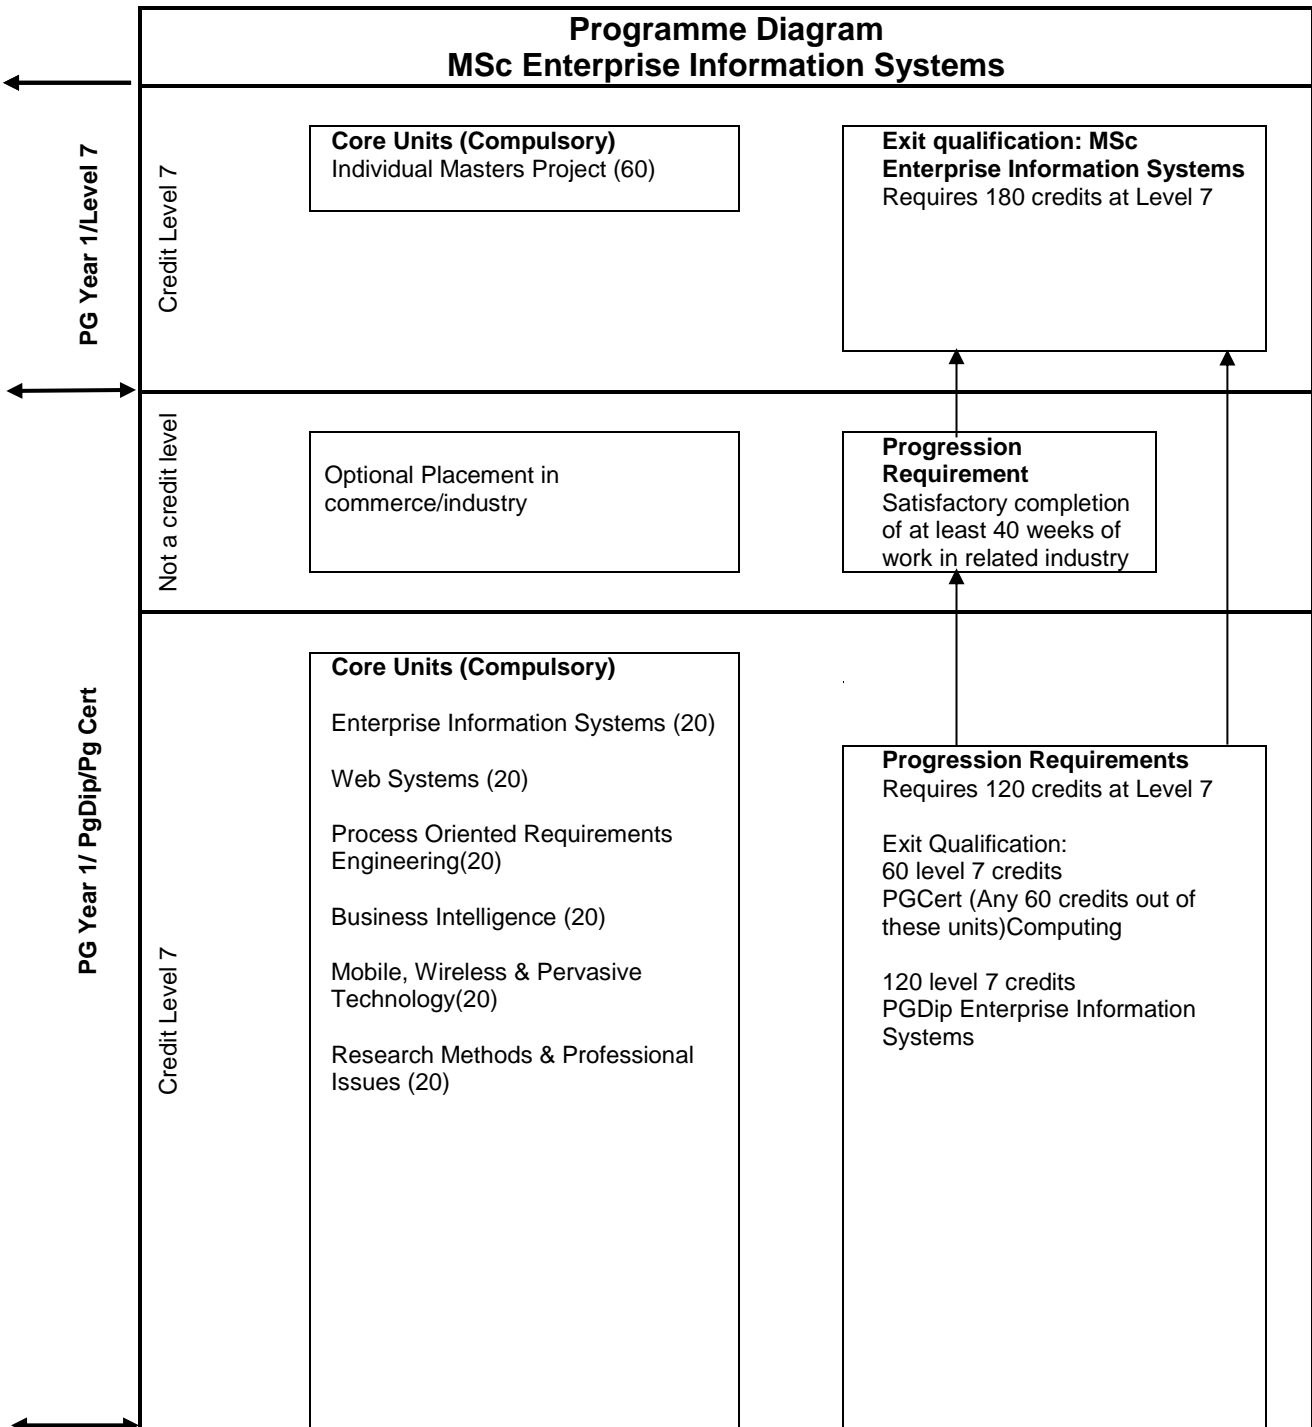 Programme Diagram
MSc Enterprise Information Systems
PG Year 1/Level 7
Credit Level 7
Core Units (Compulsory)
Individual Masters Project (60)
Exit qualification: MSc
Enterprise Information Systems
Requires 180 credits at Level 7
Not a credit level
Optional Placement in
commerce/industry
Progression
Requirement
Satisfactory completion
of at least 40 weeks of
work in related industry
PG Year 1/ PgDip/Pg Cert
Credit Level 7
Core Units (Compulsory)
Enterprise Information Systems (20)
Web Systems (20)
Process Oriented Requirements
Engineering(20)
Business Intelligence (20)
Mobile, Wireless & Pervasive
Technology(20)
Research Methods & Professional
Issues (20)
Progression Requirements
Requires 120 credits at Level 7
Exit Qualification:
60 level 7 credits
PGCert (Any 60 credits out of
these units)Computing
120 level 7 credits
PGDip Enterprise Information
Systems